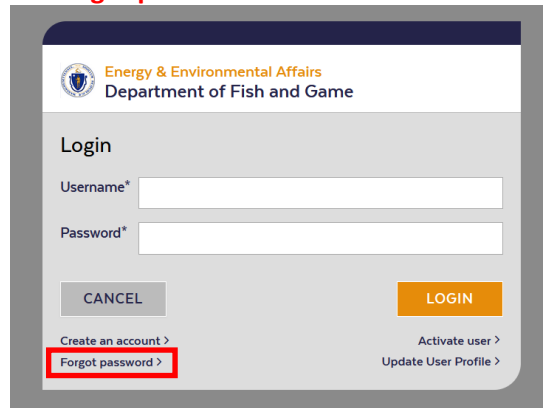 Energy & Environmental Affairs
Department of Fish and Game
Login
Username*
Password*
CANCEL
LOGIN
Create an account >
Activate user >
Forgot password >
Update User Profile >